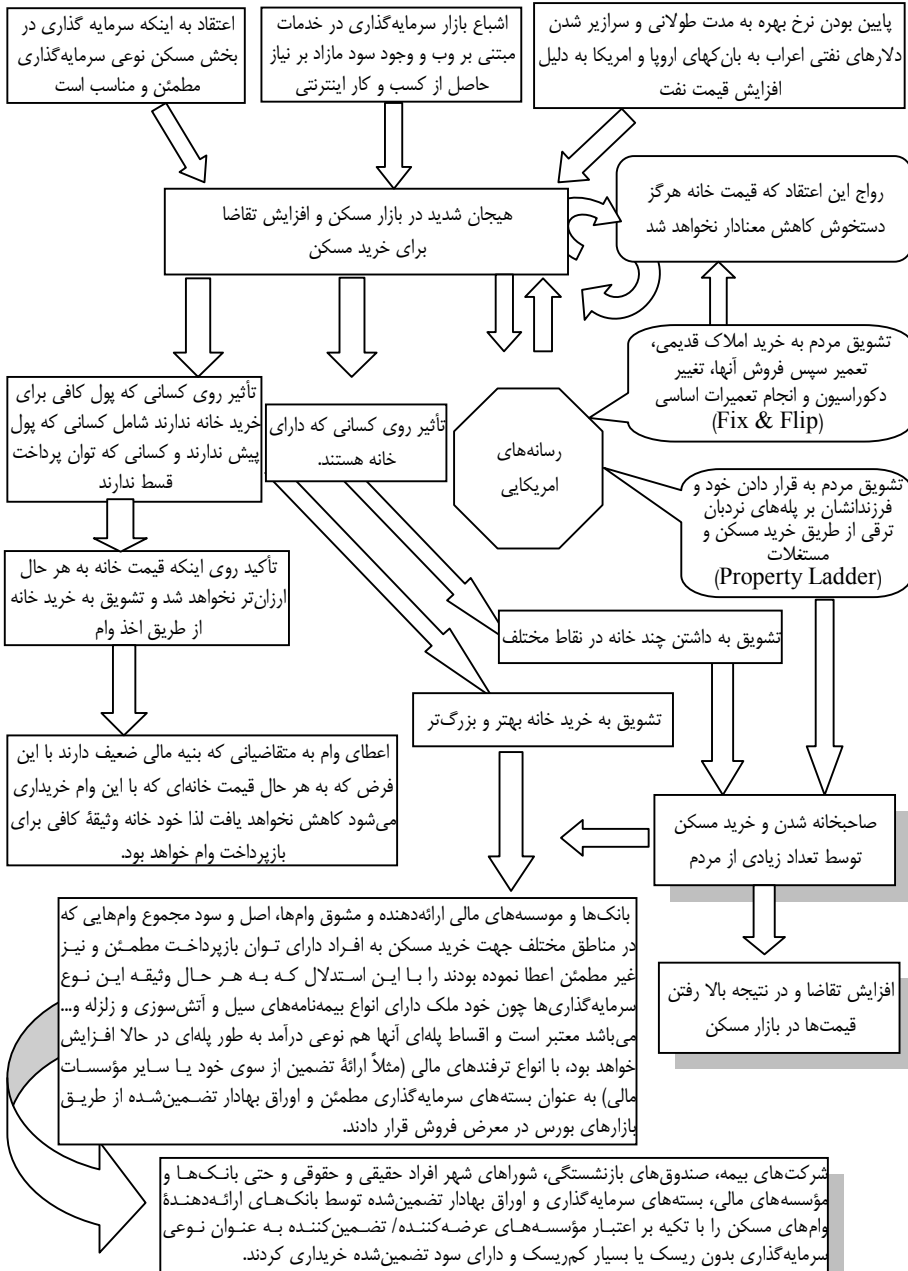 پایین بودن نرخ بهره به مدت طولانی و سرازیر شدن
دلارهای نفتی اعراب به بان کهای اروپا و امریکا به دلیل
افزایش قیمت نفت
اشباع بازار سرمایه‌گذاری در خدمات
مبتنی بر وب و وجود سود مازاد بر نیاز
حاصل از کسب و کار اینترنتی
اعتقاد به اینکه سرمایه گذاری در
بخش مسکن نوعی سرمایه‌گذاری
مطمئن و مناسب است
رواج این اعتقاد که قیمت خانه هرگز
دستخوش کاهش معنادار نخواهد شد
هیجان شدید در بازار مسکن و افزایش تقاضا
برای خرید مسکن
تشویق مردم به خرید املاک قدیمی،
تعمیر سپس فروش آنها، تغییر
دکوراسیون و انجام تعمیرات اساسی
(Fix & Flip)
رسانه‌های
امریکایی
تأثیر روی کسانی که دارای
خانه هستند.
تأثیر روی کسانی که پول کافی برای
خرید خانه ندارند شامل کسانی که پول
پیش ندارند و کسانی که توان پرداخت
قسط ندارند
تشویق مردم به قرار دادن خود و
فرزندانشان بر پله‌های نردبان
ترقی از طریق خرید مسکن و
مستغلات
(Property Ladder)
تأکید روی اینکه قیمت خانه به هر حال
ارزان‌تر نخواهد شد و تشویق به خرید خانه
از طریق اخذ وام
تشویق به داشتن چند خانه در نقاط مختلف
تشویق به خرید خانه بهتر و بزرگ‌تر
اعطای وام به متقاضیانی که بنیه مالی ضعیف دارند با این
فرض که به هر حال قیمت خانه‌ای که با این وام خریداری
می‌شود کاهش نخواهد یافت لذا خود خانه وثیقهٔ کافی برای
بازپرداخت وام خواهد بود.
صاحبخانه شدن و خرید مسکن
توسط تعداد زیادی از مردم
افزایش تقاضا و در نتیجه بالا رفتن
قیمت‌ها در بازار مسکن
بانک‌ها و موسسه‌های مالی ارائه‌دهنده و مشوق وام‌ها، اصل و سود مجموع وام‌هایی که
در مناطق مختلف جهت خرید مسکن به افراد دارای توان بازپرداخت مطمئن و نیز
غیر مطمئن اعطا نموده بودند را با این استدلال که به هر حال وثیقه این نوع
سرمایه‌گذاری‌ها چون خود ملک دارای انواع بیمه‌نامه‌های سیل و آتش‌سوزی و زلزله و...
می‌باشد معتبر است و اقساط پله‌ای آنها هم نوعی درآمد به طور پله‌ای در حالا افزایش
خواهد بود، با انواع ترفندهای مالی (مثلاً ارائهٔ تضمین از سوی خود یا سایر مؤسسات
مالی) به عنوان بسته‌های سرمایه‌گذاری مطمئن و اوراق بهادار تضمین‌شده از طریق
بازارهای بورس در معرض فروش قرار دادند.
شرکت‌های بیمه، صندوق‌های بازنشستگی، شوراهای شهر افراد حقیقی و حقوقی و حتی بانک‌ها و
مؤسسه‌های مالی، بسته‌های سرمایه‌گذاری و اوراق بهادار تضمین‌شده توسط بانک‌های ارائه‌دهندهٔ
وام‌های مسکن را با تکیه بر اعتبار مؤسسه‌های عرضه‌کننده/ تضمین‌کننده به عنوان نوعی
سرمایه‌گذاری بدون ریسک یا بسیار کم‌ریسک و دارای سود تضمین‌شده خریداری کردند.